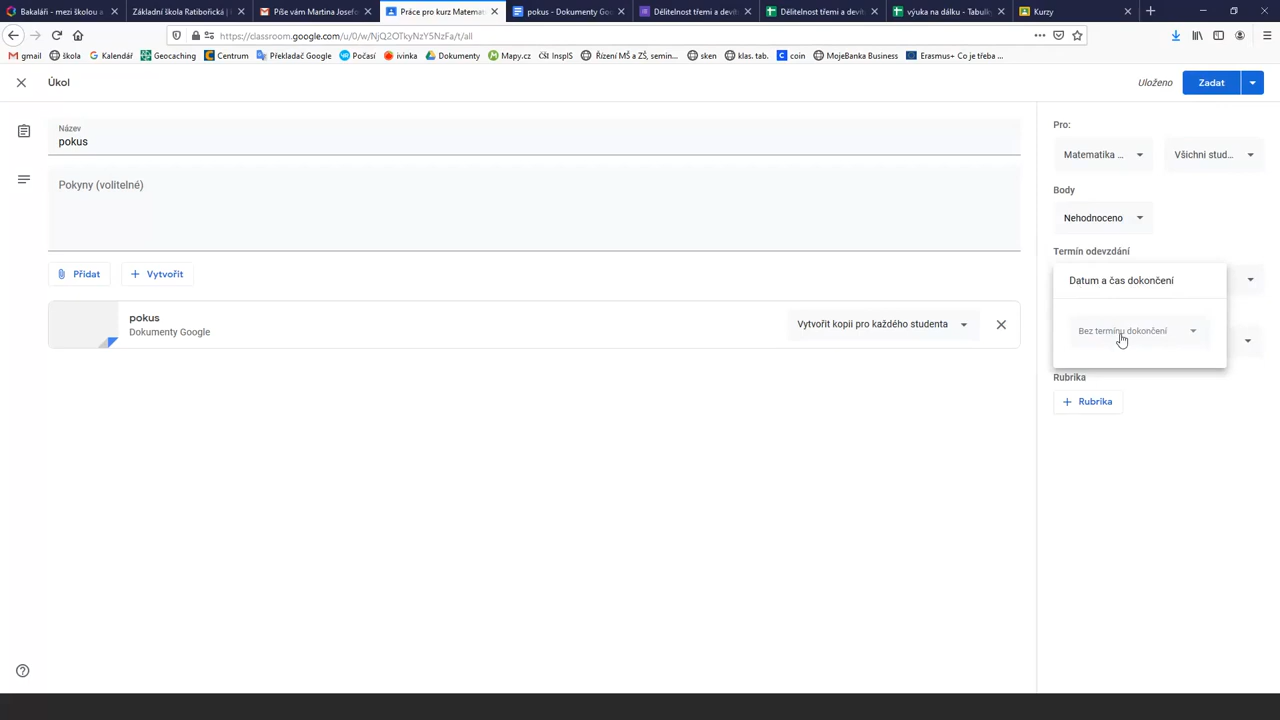 Bakaláři - mezi školou a
Základní škola Ratibořická
Píše vám Martina Josefo
Práce pro kurz Matemat
pokus - Dokumenty Goo
Dělitelnost třemi a devít
Dělitelnost třemi a devíti
výuka na dálku - Tabulky
Kurzy
https://classroom.google.com/u/0/w/NjQ2OTkyNzY5NzFa/t/all
gmail
škola
Kalendář
Geocaching
Centrum
Překladač Google
Počasí
ivinka
Dokumenty
Mapy.cz
ČŠI InspIS
Řízení MŠ a ZŠ, semin...
sken
klas. tab.
coin
MojeBanka Business
Erasmus+ Co je třeba ...
Úkol
Uloženo
Zadat
Název
pokus
Pokyny (volitelné)
Přidat
Vytvořit
pokus
Dokumenty Google
Vytvořit kopii pro každého studenta
Pro:
Matematika ...
Všichni stud...
Body
Nehodnoceno
Termín odevzdání
Datum a čas dokončení
Bez termínu dokončení
Rubrika
Rubrika